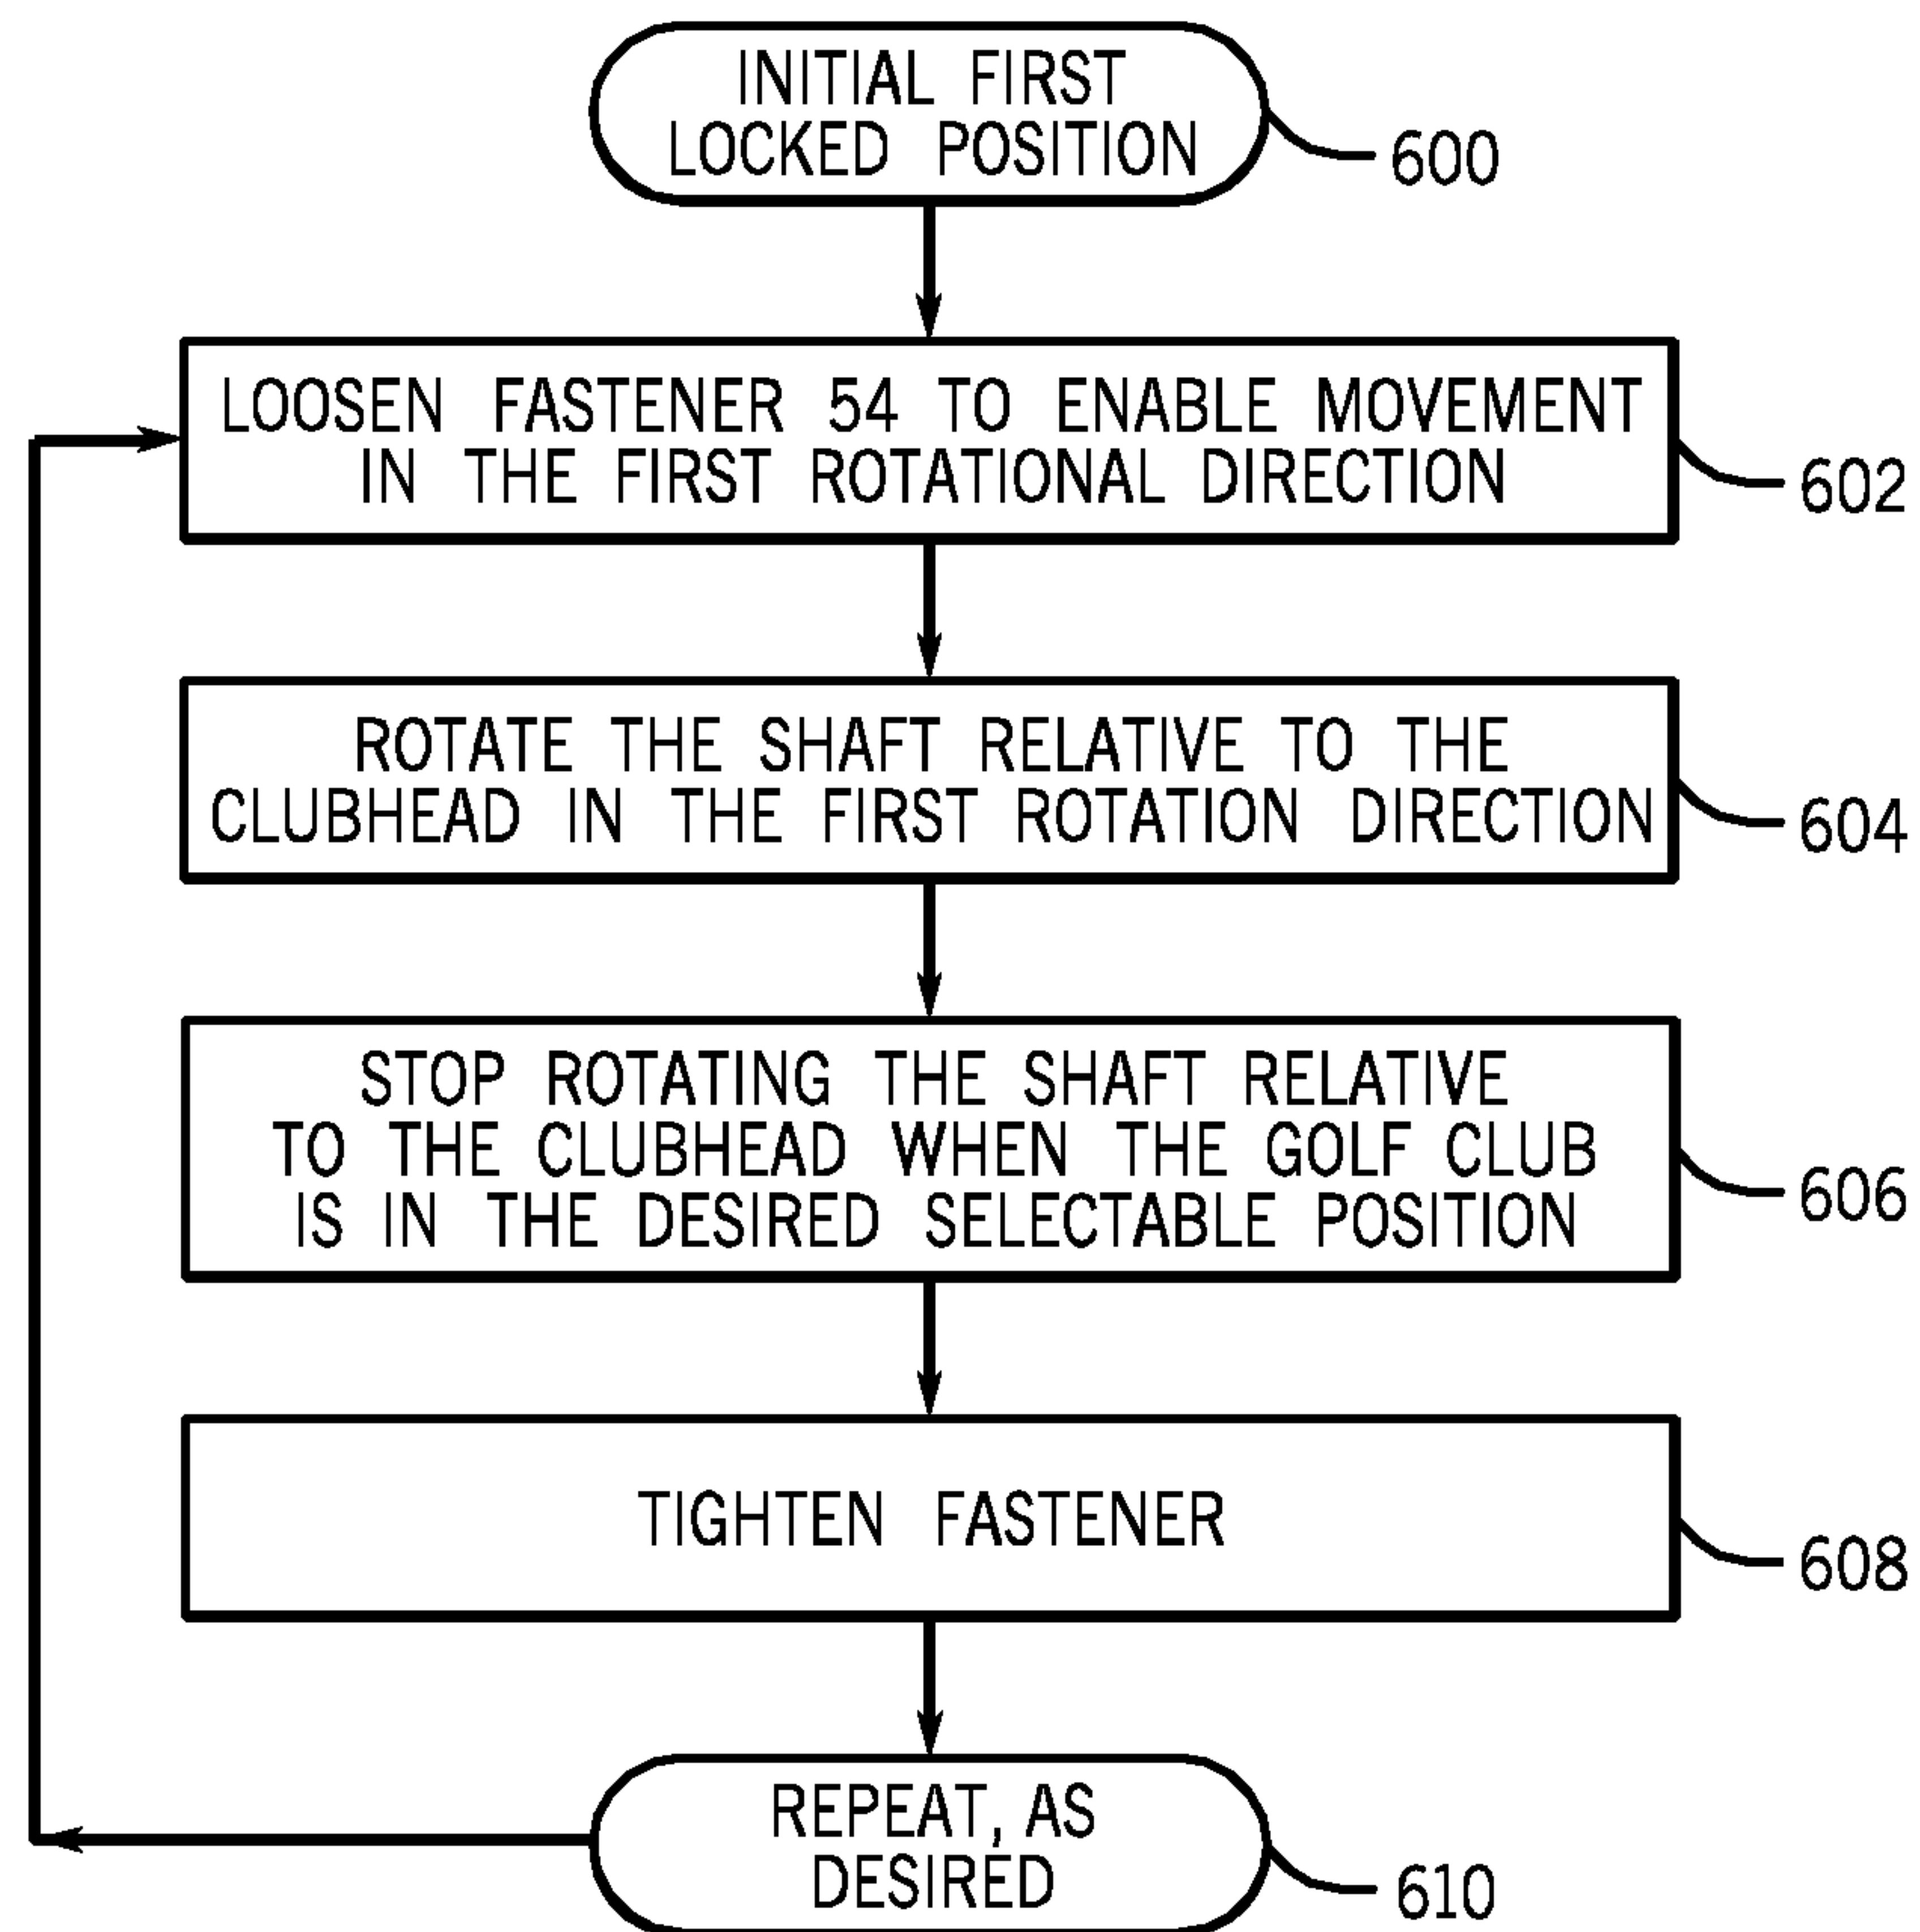 INITIAL FIRST
LOCKED POSITION
600
LOOSEN FASTENER 54 TO ENABLE MOVEMENT
IN THE FIRST ROTATIONAL DIRECTION
602
ROTATE THE SHAFT RELATIVE TO THE
CLUBHEAD IN THE FIRST ROTATION DIRECTION
604
STOP ROTATING THE SHAFT RELATIVE
TO THE CLUBHEAD WHEN THE GOLF CLUB
IS IN THE DESIRED SELECTABLE POSITION
606
TIGHTEN FASTENER
608
REPEAT, AS
DESIRED
610